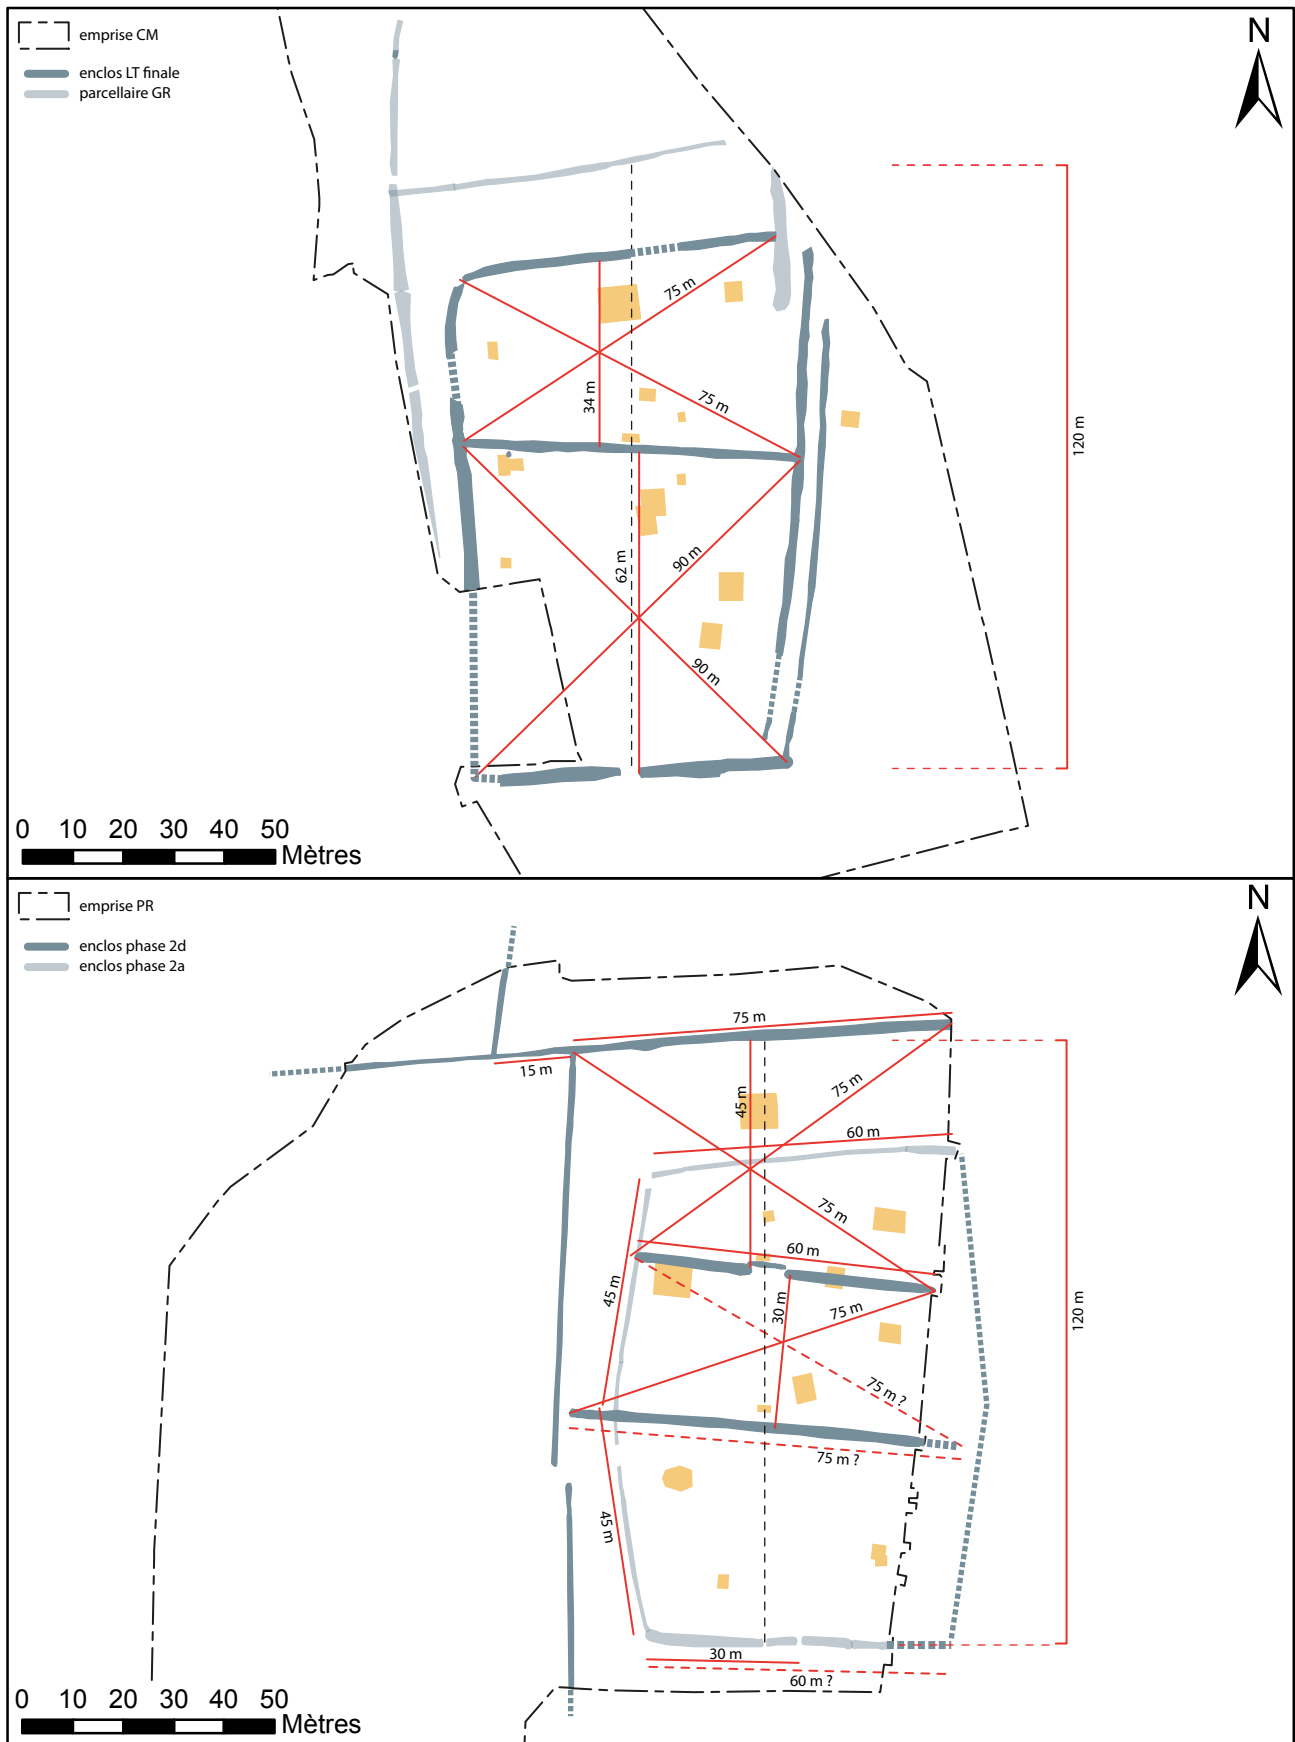 emprise CM
enclos LT finale
parcellaire GR
N
75 m
34 m
75 m
120 m
62 m
90 m
90 m
0 10 20 30 40 50
Mètres
emprise PR
enclos phase 2d
enclos phase 2a
N
75 m
15 m
45 m
75 m
60 m
75 m
60 m
45 m
30 m
75 m
120 m
75 m ?
75 m ?
45 m
30 m
60 m ?
0 10 20 30 40 50
Mètres